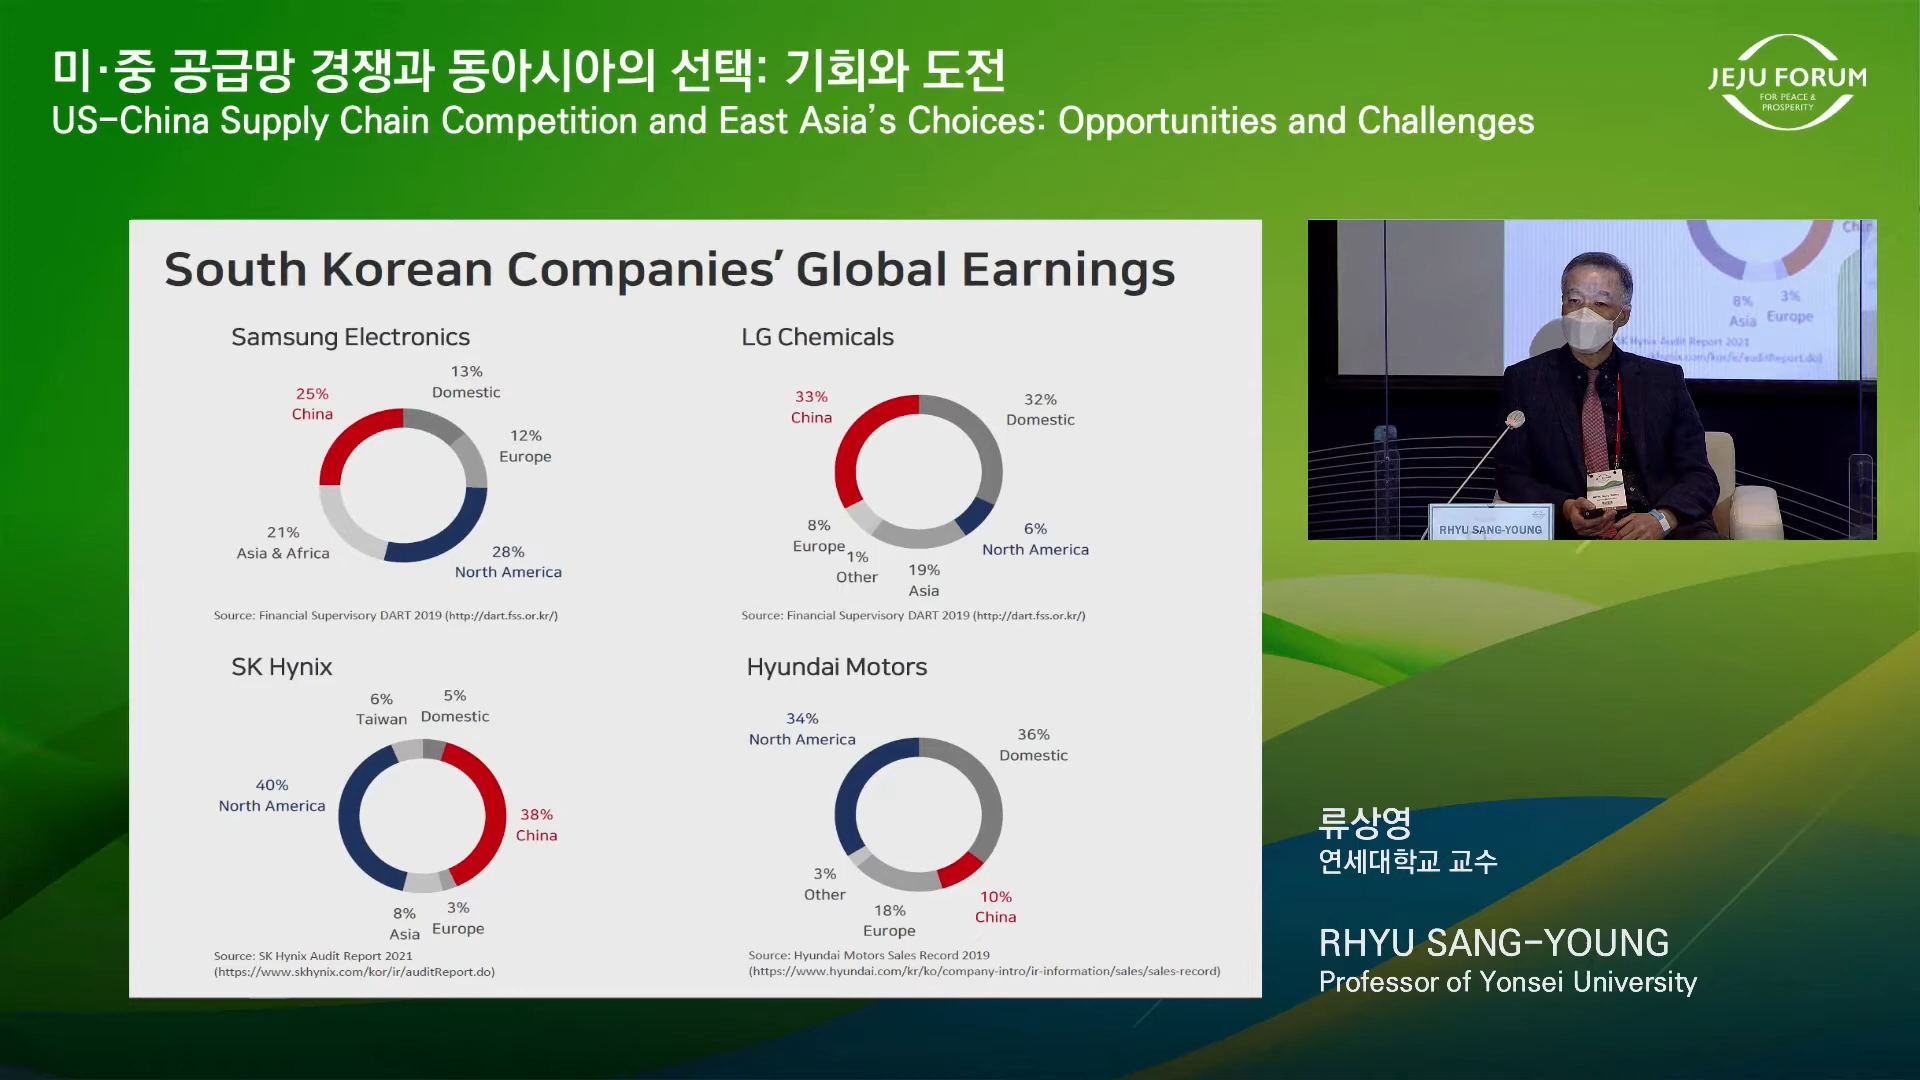 미·중 공급망 경쟁과 동아시아의 선택: 기회와 도전
US-China Supply Chain Competition and East Asia's Choices: Opportunities and Challenges
JEJU FORUM
FOR PEACE &
PROSPERITY
South Korean Companies' Global Earnings
Samsung Electronics
13%
Domestic
25%
China
12%
Europe
21%
Asia & Africa
28%
North America
Source: Financial Supervisory DART 2019 (http://dart.fss.or.kr/)
LG Chemicals
33%
China
32%
Domestic
8%
Europe
1%
Other
6%
North America
19%
Asia
Source: Financial Supervisory DART 2019 (http://dart.fss.or.kr/)
SK Hynix
6%
Taiwan
5%
Domestic
40%
North America
38%
China
8%
Asia
3%
Europe
Source: SK Hynix Audit Report 2021
(https://www.skhynix.com/kor/ir/auditReport.do)
Hyundai Motors
34%
North America
36%
Domestic
3%
Other
10%
China
18%
Europe
Source: Hyundai Motors Sales Record 2019
(https://www.hyundai.com/kr/ko/company-intro/ir-information/sales/sales-record)
8%
Asia
3%
Europe
SK Hynix Audit Report 2021
RHYU SANG-YOUNG
류상영
연세대학교 교수
RHYU SANG-YOUNG
Professor of Yonsei University